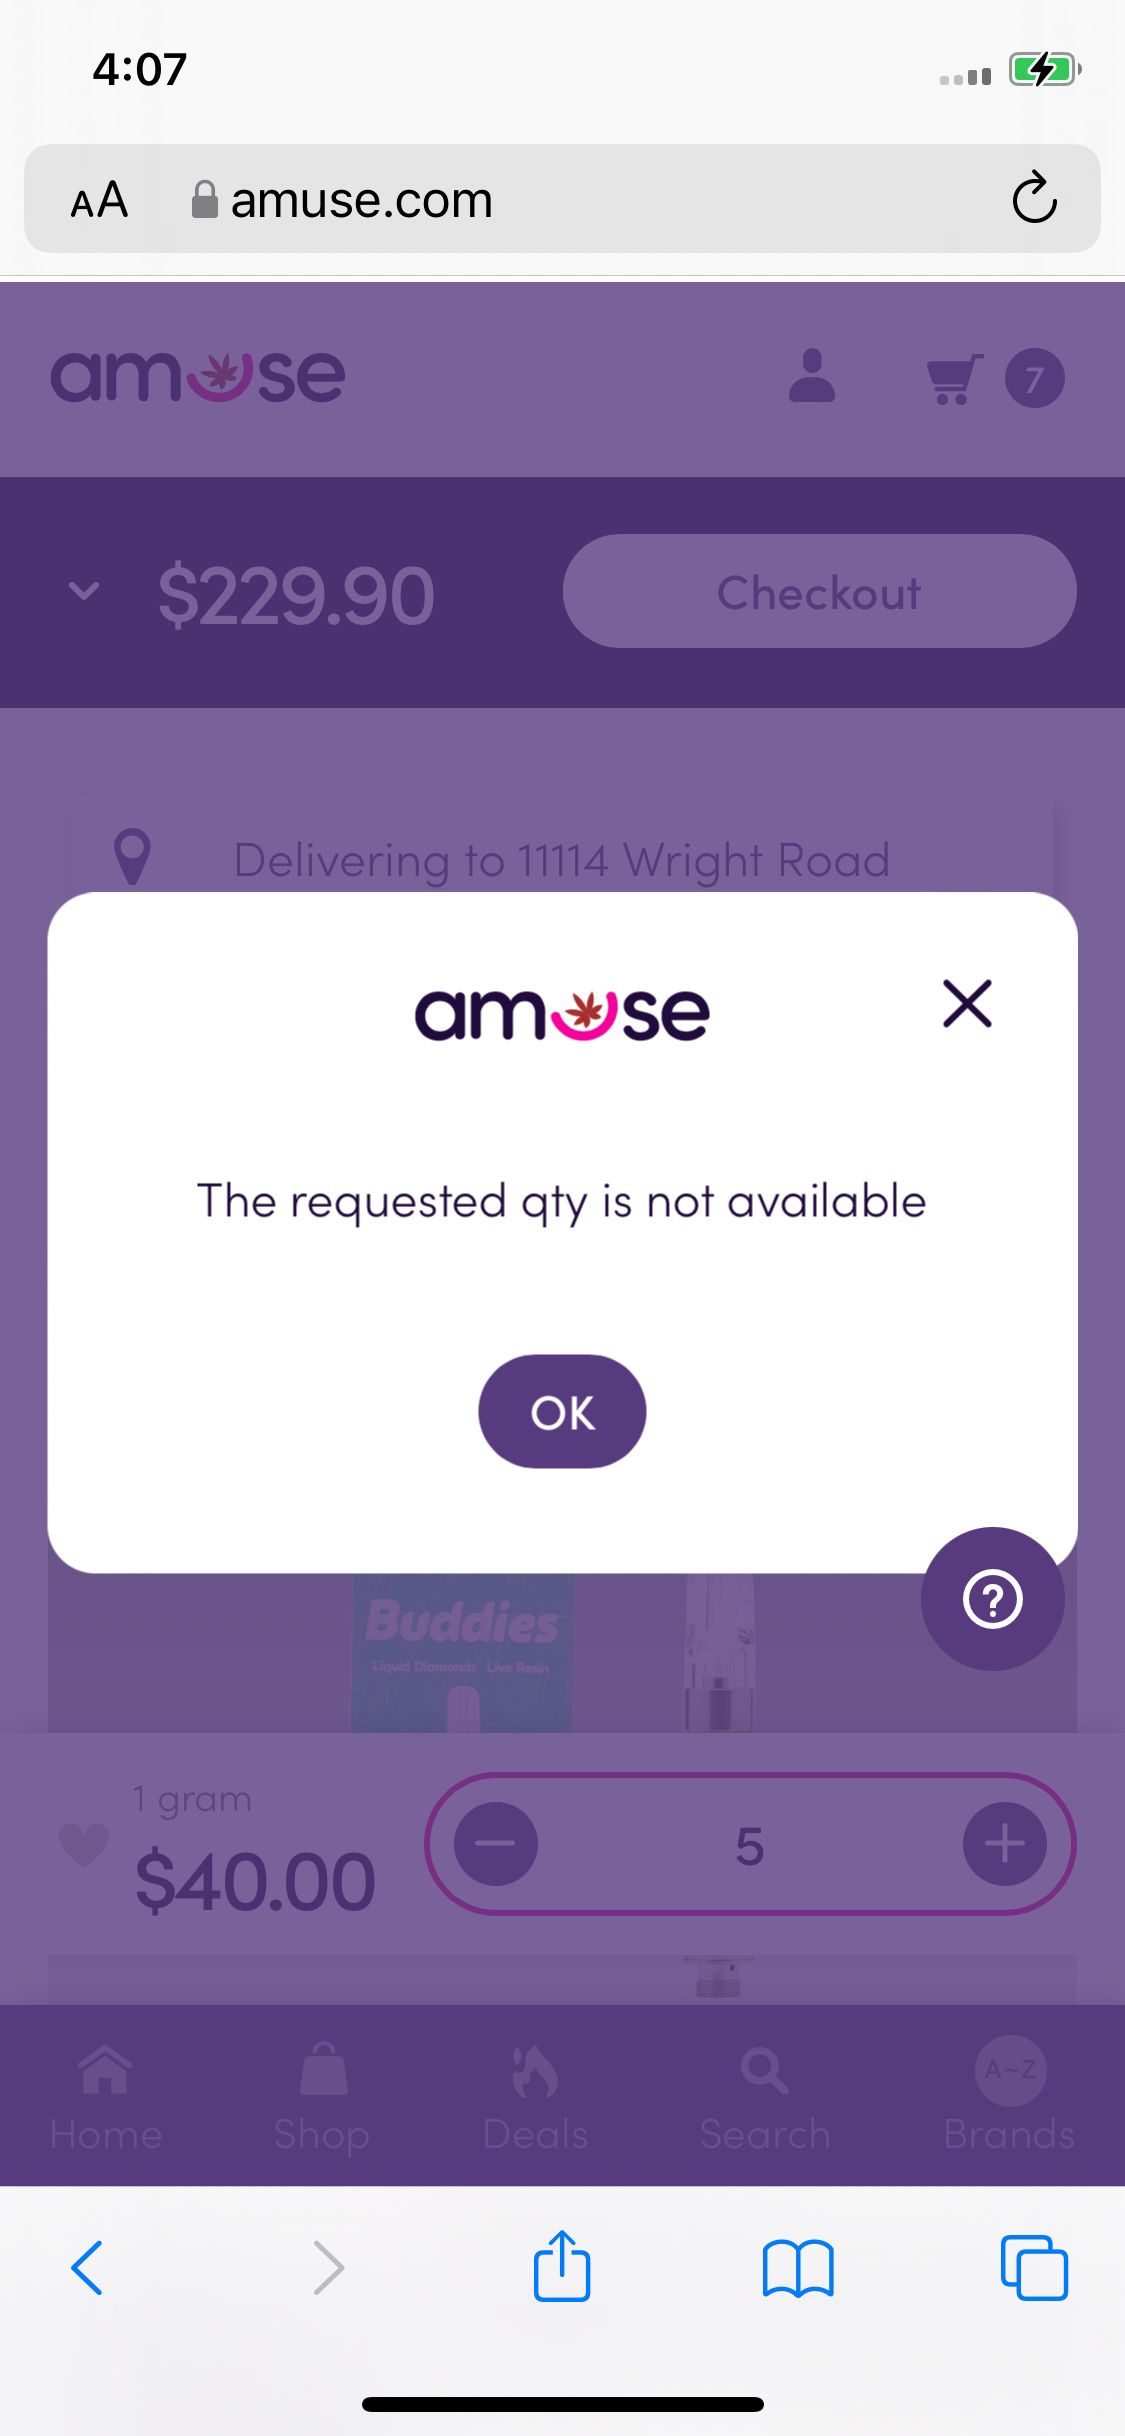 4:07
AA amuse.com
amuse 7
$229.90 Checkout
Delivering to 11114 Wright Road
amuse
The requested qty is not available
OK
?
Buddies
Liquid Diamonds™ Live Resin
1 gram
$40.00
5
A~Z
Home Shop Deals Search Brands